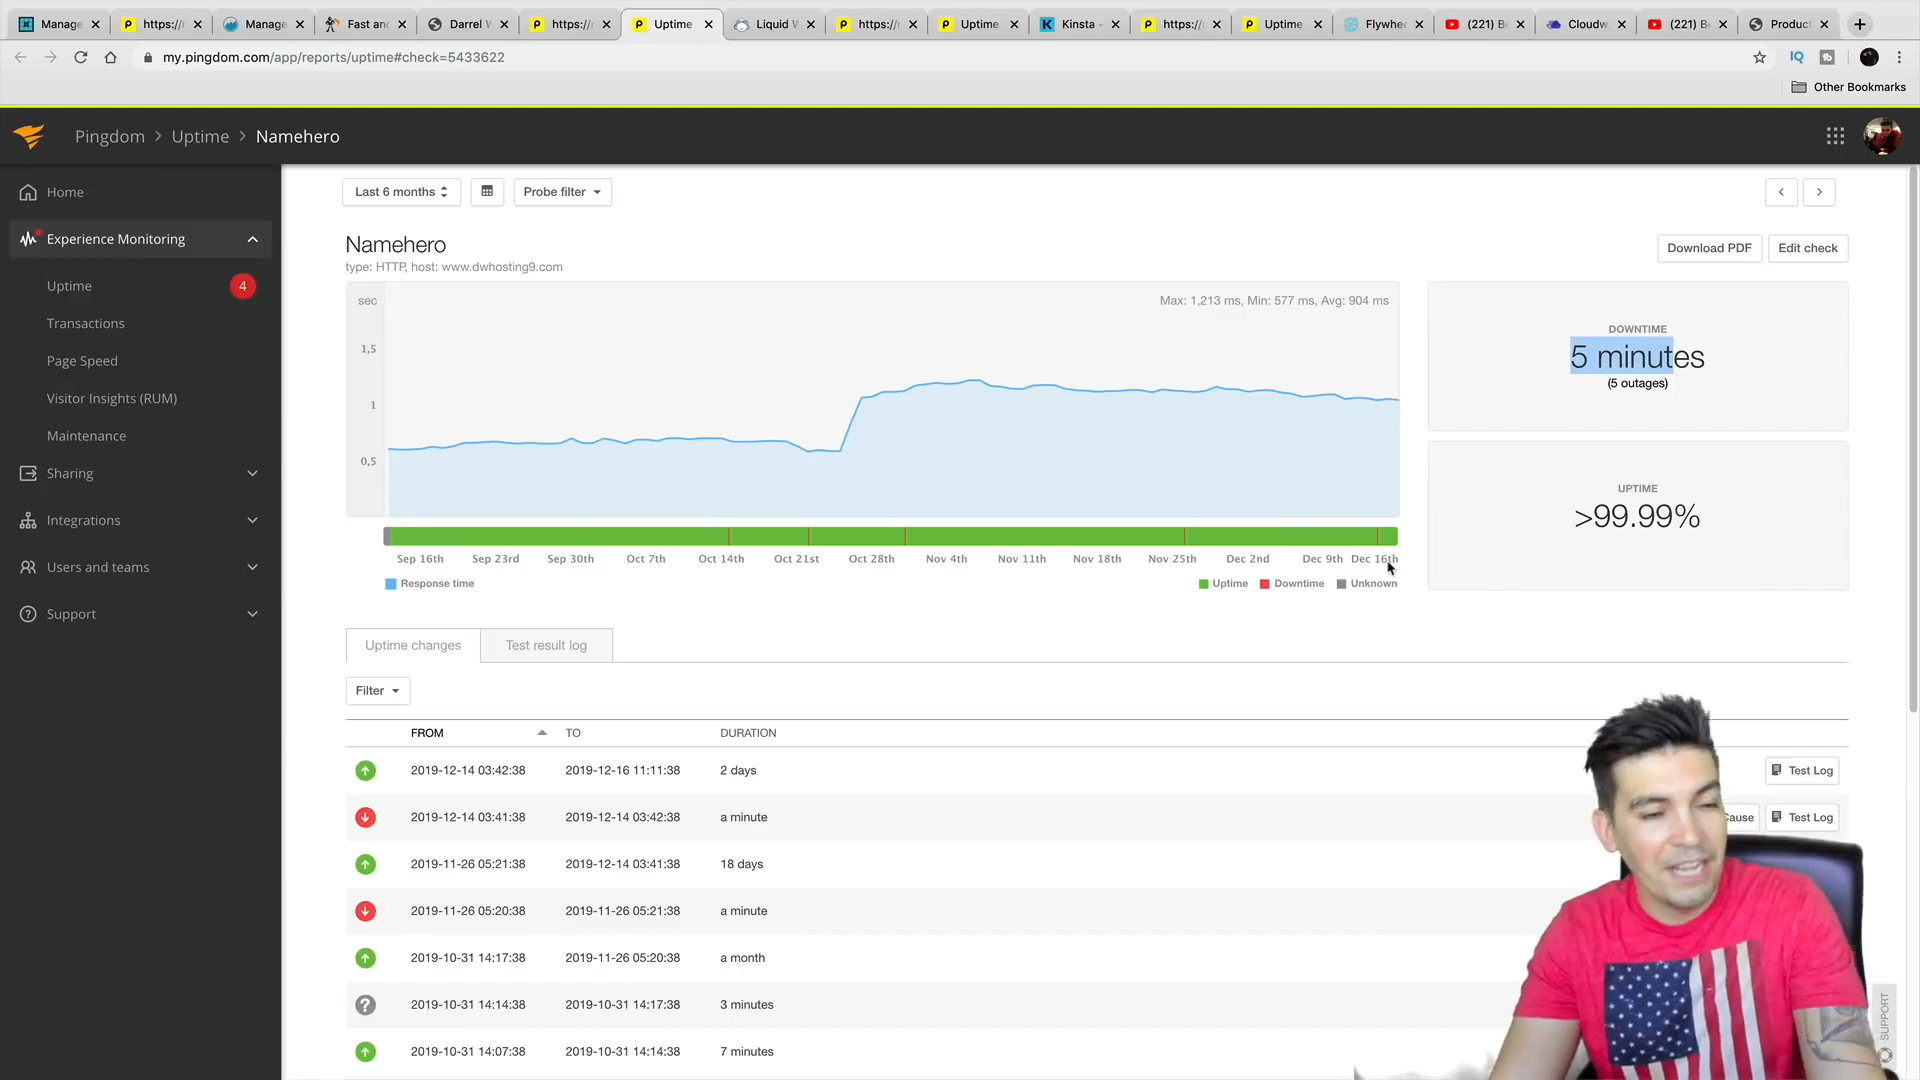 Manage
https://r
Manage
Fast and
Darrel W
https://r
Uptime
Liquid W
https://r
Uptime
Kinsta -
https://r
Uptime
Flywhee
(221) Be
Cloudw
(221) Be
Product
my.pingdom.com/app/reports/uptime#check=5433622
IQ
Other Bookmarks
Pingdom > Uptime > Namehero
Home
Experience Monitoring
Uptime 4
Transactions
Page Speed
Visitor Insights (RUM)
Maintenance
Sharing
Integrations
Users and teams
Support
Last 6 months
Probe filter
Namehero
type: HTTP, host: www.dwhosting9.com
Download PDF
Edit check
sec
Max: 1,213 ms, Min: 577 ms, Avg: 904 ms
1,5
1
0,5
Sep 16th Sep 23rd Sep 30th Oct 7th Oct 14th Oct 21st Oct 28th Nov 4th Nov 11th Nov 18th Nov 25th Dec 2nd Dec 9th Dec 16th
Response time
Uptime Downtime Unknown
DOWNTIME
5 minutes
(5 outages)
UPTIME
>99.99%
Uptime changes
Test result log
Filter
FROM TO DURATION
2019-12-14 03:42:38 2019-12-16 11:11:38 2 days Test Log
2019-12-14 03:41:38 2019-12-14 03:42:38 a minute Cause Test Log
2019-11-26 05:21:38 2019-12-14 03:41:38 18 days
2019-11-26 05:20:38 2019-11-26 05:21:38 a minute
2019-10-31 14:17:38 2019-11-26 05:20:38 a month
2019-10-31 14:14:38 2019-10-31 14:17:38 3 minutes
2019-10-31 14:07:38 2019-10-31 14:14:38 7 minutes
SUPPORT